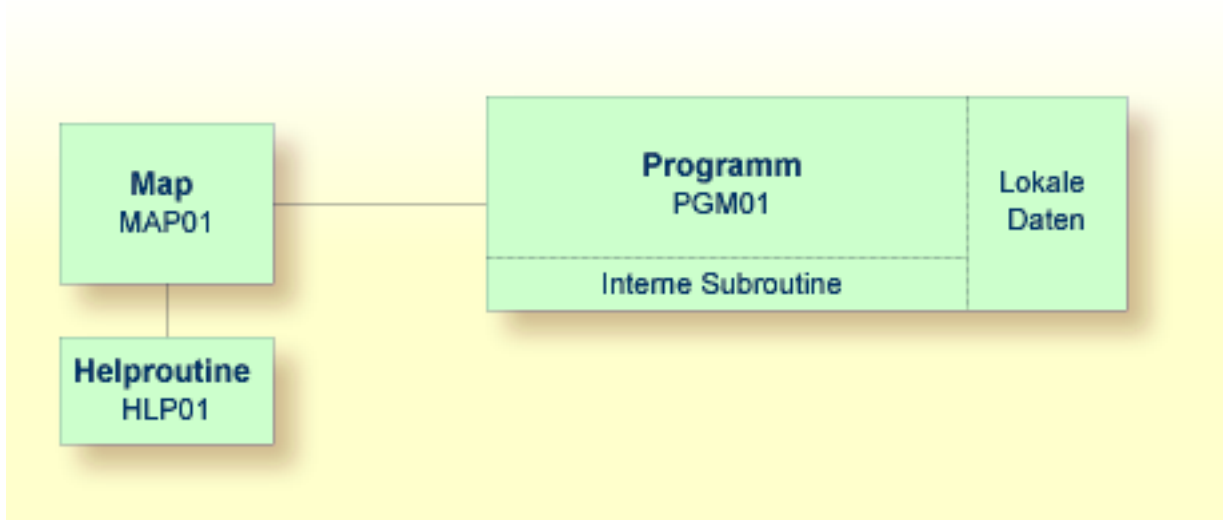 Map
MAP01
Programm
PGM01
Lokale
Daten
Interne Subroutine
Helproutine
HLP01